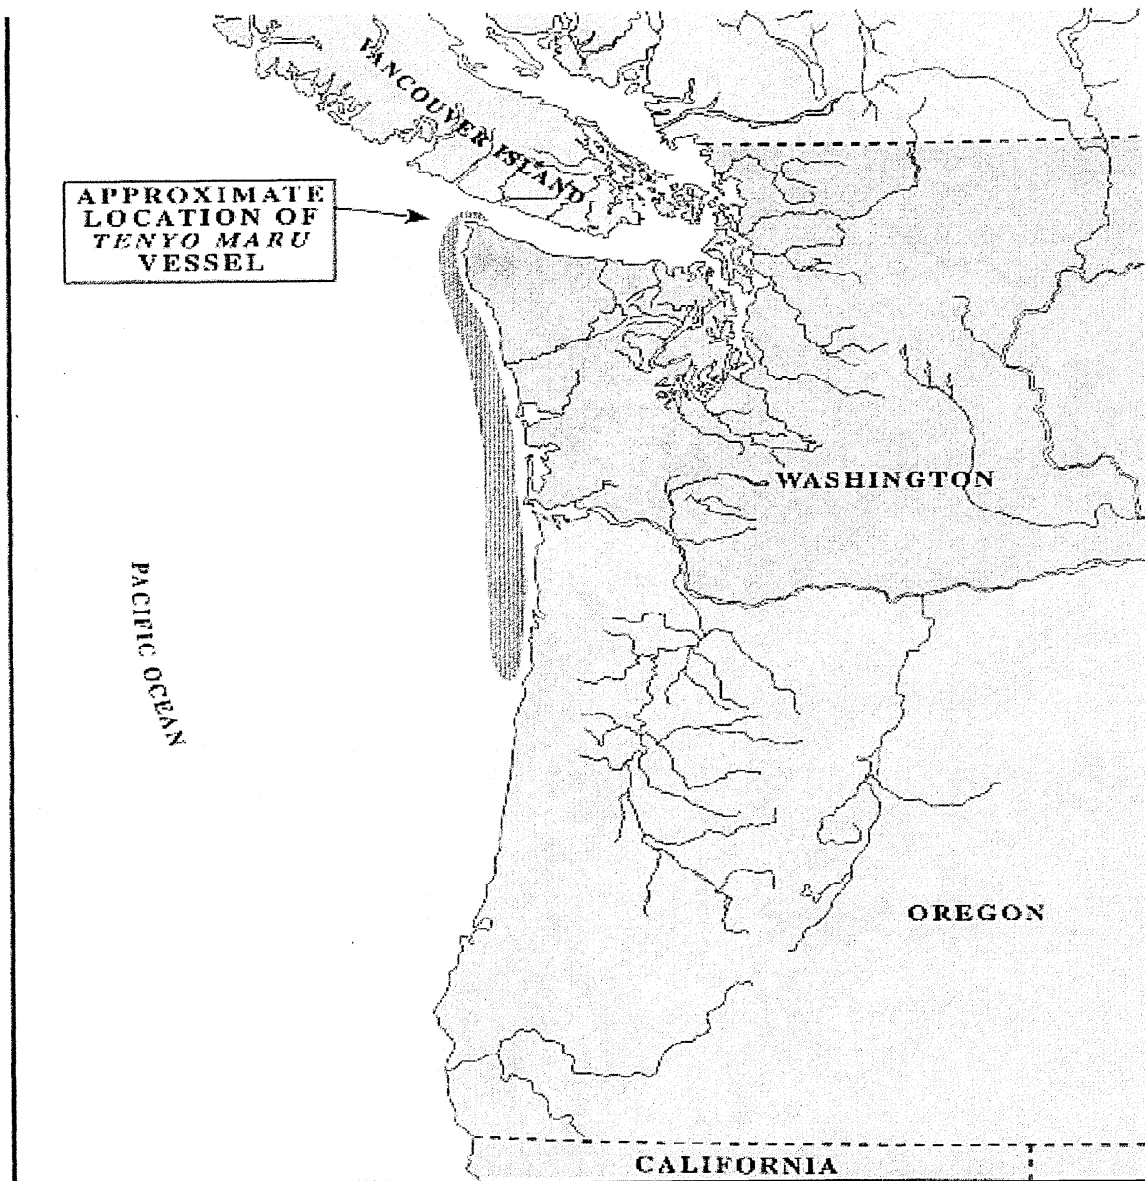 VANCOUVER ISLAND
APPROXIMATE
LOCATION OF
TENYO MARU
VESSEL
WASHINGTON
PACIFIC OCEAN
OREGON
CALIFORNIA